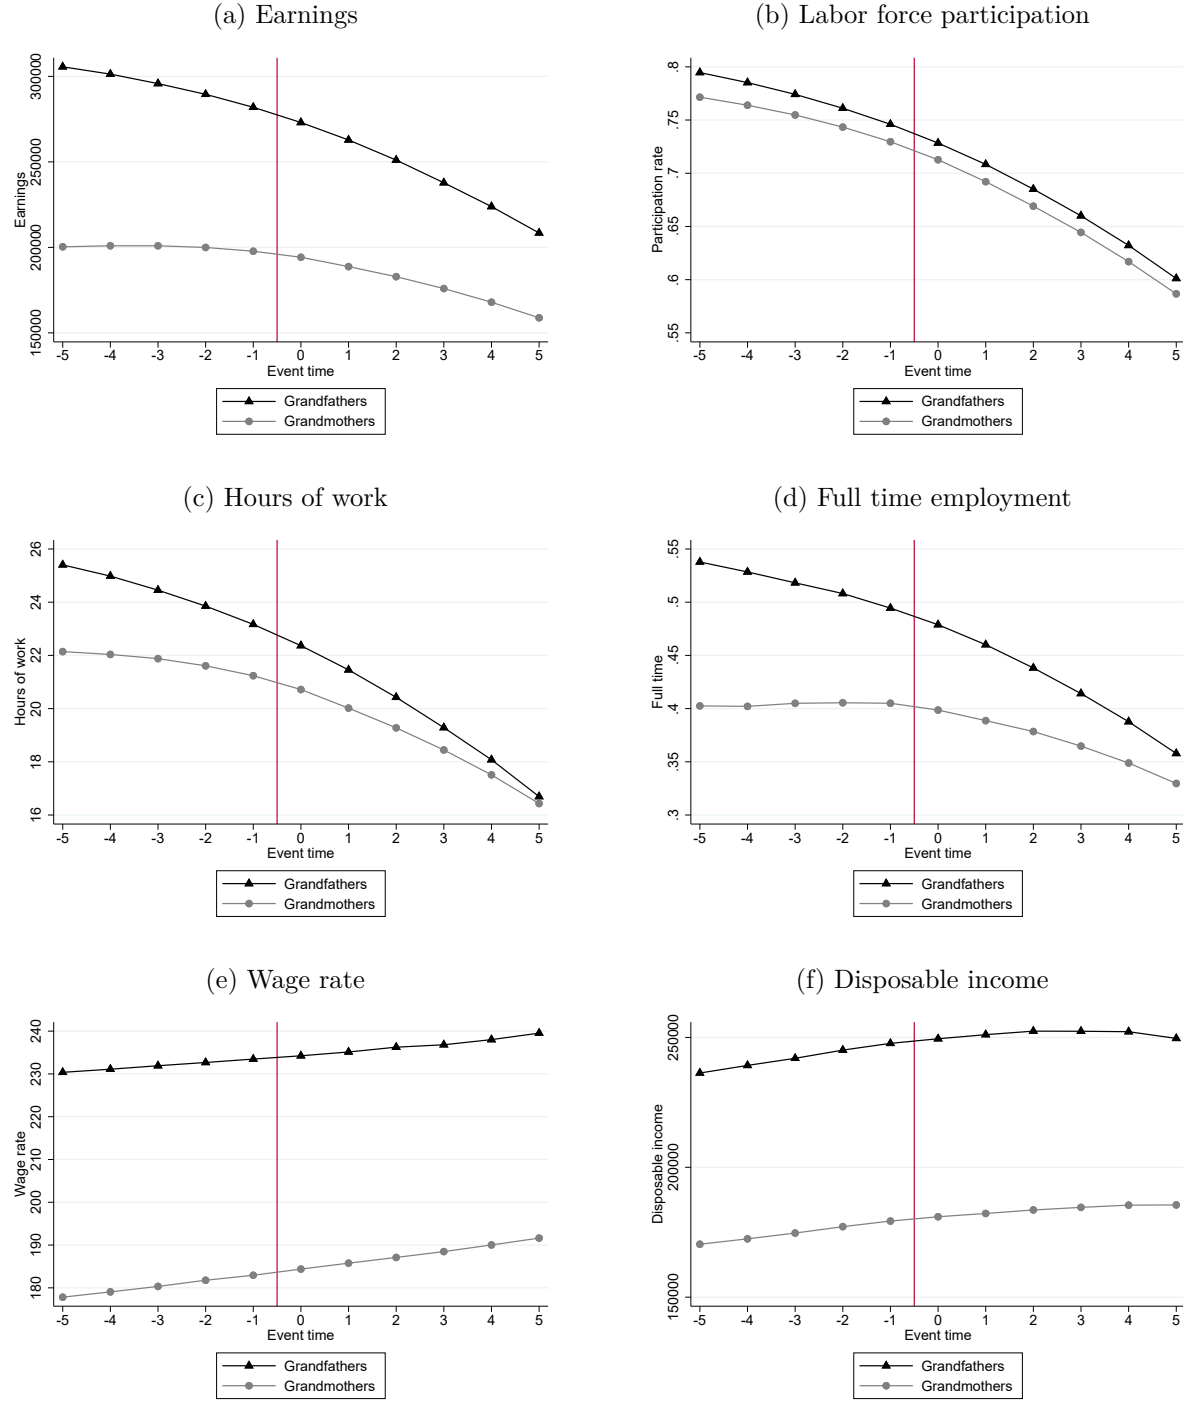 (a) Earnings
Earnings
300000
250000
200000
150000
-5 -4 -3 -2 -1 0 1 2 3 4 5
Event time
Grandfathers
Grandmothers
(b) Labor force participation
Participation rate
.8
.75
.7
.65
.6
.55
-5 -4 -3 -2 -1 0 1 2 3 4 5
Event time
Grandfathers
Grandmothers
(c) Hours of work
Hours of work
26
24
22
20
18
16
-5 -4 -3 -2 -1 0 1 2 3 4 5
Event time
Grandfathers
Grandmothers
(d) Full time employment
Full time
.55
.5
.45
.4
.35
.3
-5 -4 -3 -2 -1 0 1 2 3 4 5
Event time
Grandfathers
Grandmothers
(e) Wage rate
Wage rate
240
230
220
210
200
190
180
-5 -4 -3 -2 -1 0 1 2 3 4 5
Event time
Grandfathers
Grandmothers
(f) Disposable income
Disposable income
250000
200000
150000
-5 -4 -3 -2 -1 0 1 2 3 4 5
Event time
Grandfathers
Grandmothers